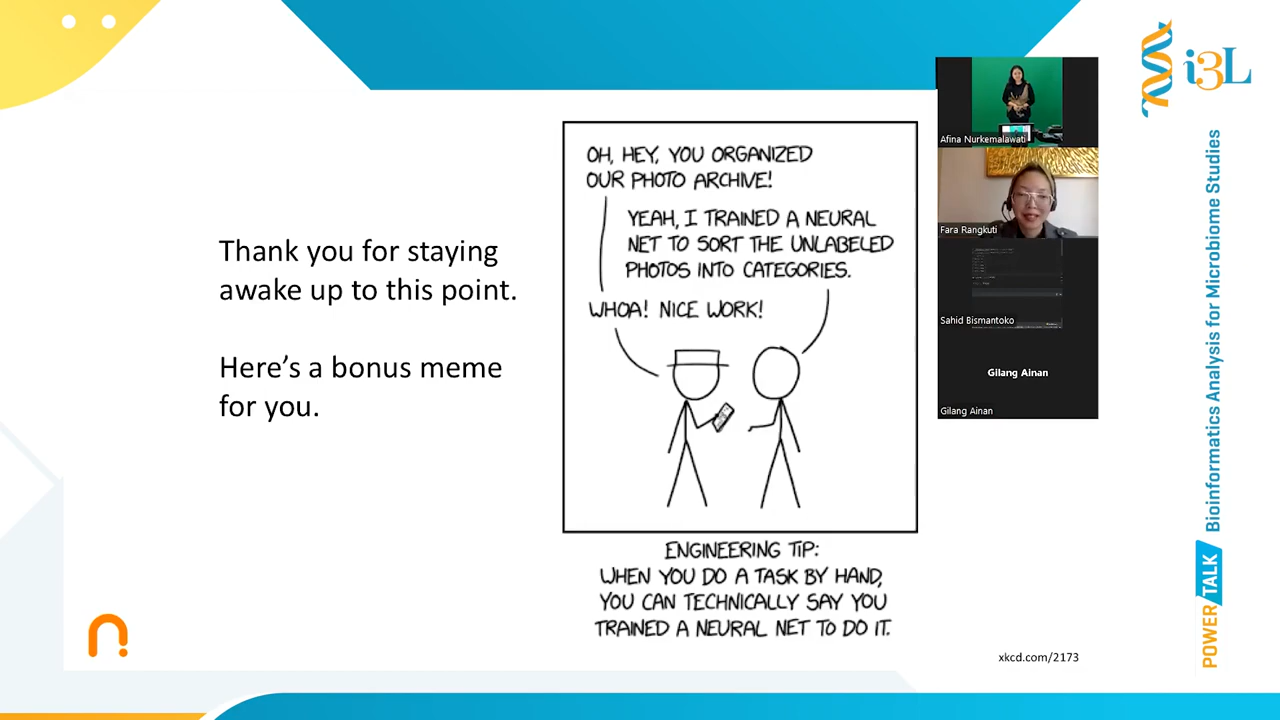 Thank you for staying
awake up to this point.
Here's a bonus meme
for you.
OH, HEY, YOU ORGANIZED
OUR PHOTO ARCHIVE!
YEAH, I TRAINED A NEURAL
NET TO SORT THE UNLABELED
PHOTOS INTO CATEGORIES.
WHOA! NICE WORK!
ENGINEERING TIP:
WHEN YOU DO A TASK BY HAND,
YOU CAN TECHNICALLY SAY YOU
TRAINED A NEURAL NET TO DO IT.
xkcd.com/2173
Afina Nurkemalawati
Fara Rangkuti
Sahid Bismantoko
Gilang Ainan
Gilang Ainan
i3L
POWER TALK Bioinformatics Analysis for Microbiome Studies